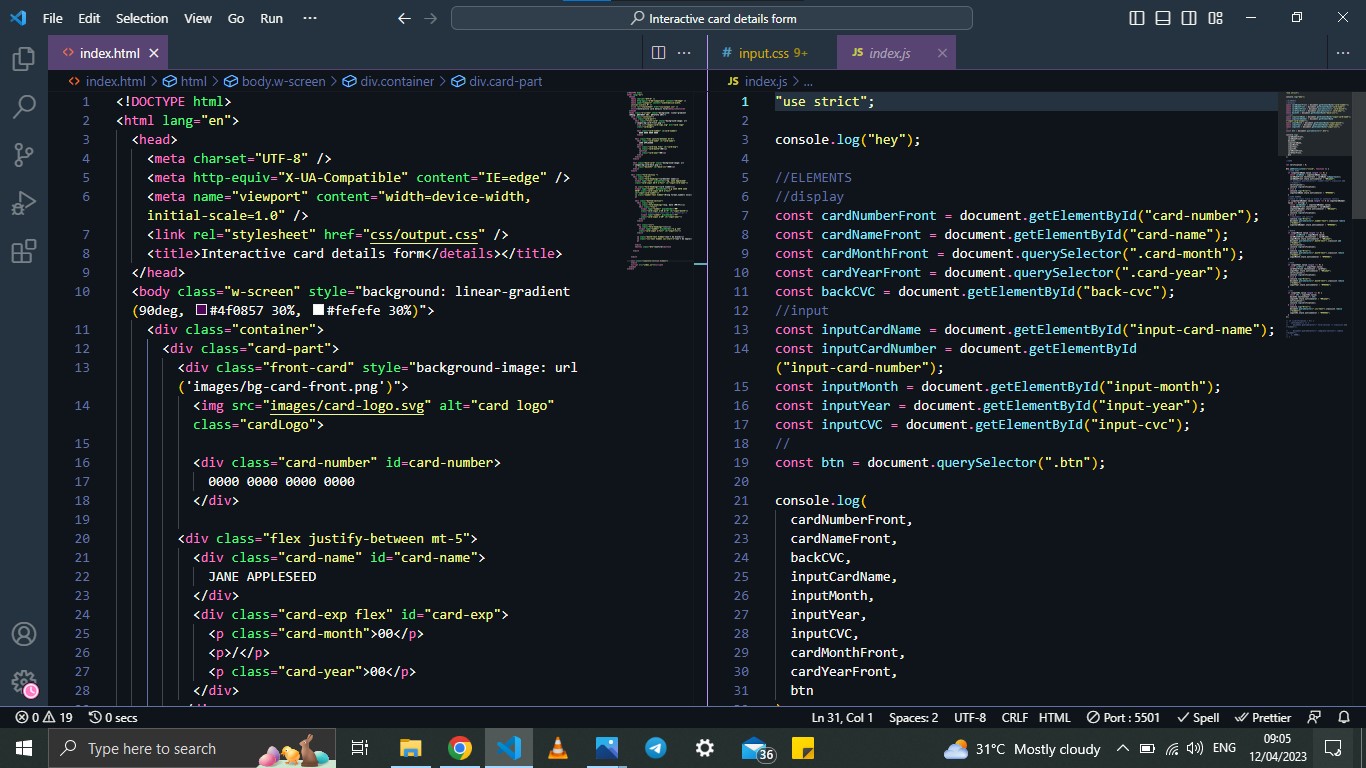 File Edit Selection View Go Run ···
Interactive card details form
index.html
input.css 9+
JS index.js
index.html > html > body.w-screen > div.container > div.card-part
JS index.js > ...
1 <!DOCTYPE html>
2 <html lang="en">
3 <head>
4 <meta charset="UTF-8" />
5 <meta http-equiv="X-UA-Compatible" content="IE=edge" />
6 <meta name="viewport" content="width=device-width,
initial-scale=1.0" />
7 <link rel="stylesheet" href="css/output.css" />
8 <title>Interactive card details form</details></title>
9 </head>
10 <body class="w-screen" style="background: linear-gradient
(90deg, #4f0857 30%, #fefefe 30%)">
11 <div class="container">
12 <div class="card-part">
13 <div class="front-card" style="background-image: url
('images/bg-card-front.png')">
14 <img src="images/card-logo.svg" alt="card logo"
class="cardLogo">
15
16 <div class="card-number" id=card-number>
17 0000 0000 0000 0000
18 </div>
19
20 <div class="flex justify-between mt-5">
21 <div class="card-name" id="card-name">
22 JANE APPLESEED
23 </div>
24 <div class="card-exp flex" id="card-exp">
25 <p class="card-month">00</p>
26 <p>/</p>
27 <p class="card-year">00</p>
28 </div>
1 "use strict";
2
3 console.log("hey");
4
5 //ELEMENTS
6 //display
7 const cardNumberFront = document.getElementById("card-number");
8 const cardNameFront = document.getElementById("card-name");
9 const cardMonthFront = document.querySelector(".card-month");
10 const cardYearFront = document.querySelector(".card-year");
11 const backCVC = document.getElementById("back-cvc");
12 //input
13 const inputCardName = document.getElementById("input-card-name");
14 const inputCardNumber = document.getElementById
("input-card-number");
15 const inputMonth = document.getElementById("input-month");
16 const inputYear = document.getElementById("input-year");
17 const inputCVC = document.getElementById("input-cvc");
18 //
19 const btn = document.querySelector(".btn");
20
21 console.log(
22 cardNumberFront,
23 cardNameFront,
24 backCVC,
25 inputCardName,
26 inputMonth,
27 inputYear,
28 inputCVC,
29 cardMonthFront,
30 cardYearFront,
31 btn
0 19 0 secs Ln 31, Col 1 Spaces: 2 UTF-8 CRLF HTML Port : 5501 Spell Prettier
Type here to search
36
31°C Mostly cloudy
ENG
09:05
12/04/2023